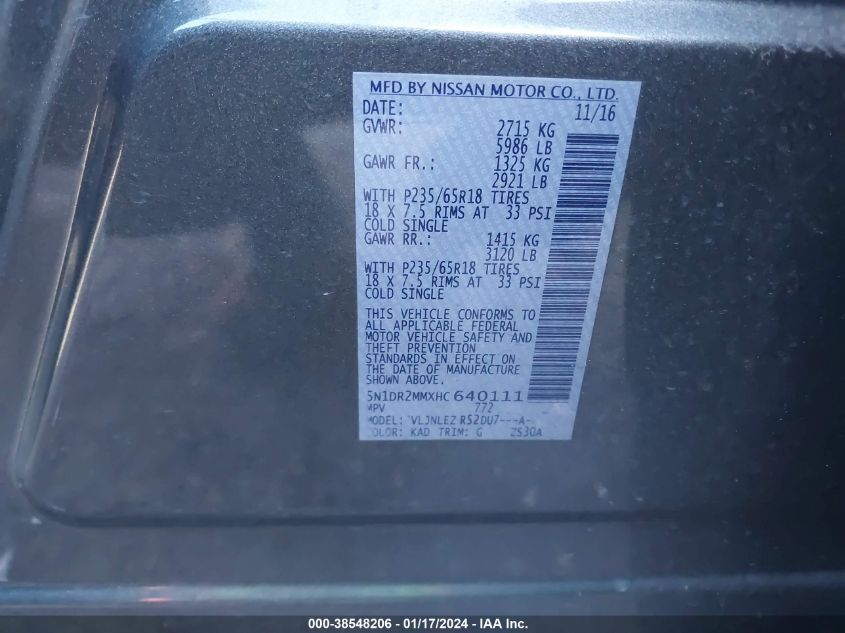 MFD BY NISSAN MOTOR CO., LTD.
DATE: 11/16
GVWR: 2715 KG
5986 LB
GAWR FR.: 1325 KG
2921 LB
WITH P235/65R18 TIRES
18 X 7.5 RIMS AT 33 PSI
COLD SINGLE
GAWR RR.: 1415 KG
3120 LB
WITH P235/65R18 TIRES
18 X 7.5 RIMS AT 33 PSI
COLD SINGLE
THIS VEHICLE CONFORMS TO
ALL APPLICABLE FEDERAL
MOTOR VEHICLE SAFETY AND
THEFT PREVENTION
STANDARDS IN EFFECT ON
THE DATE OF MANUFACTURE
SHOWN ABOVE.
5N1DR2MMXHC640111
MPV 772
MODEL: VLJNLEZ R52DU7---A-
COLOR: KAD TRIM: G 2S30A
000-38548206 - 01/17/2024 - IAA Inc.